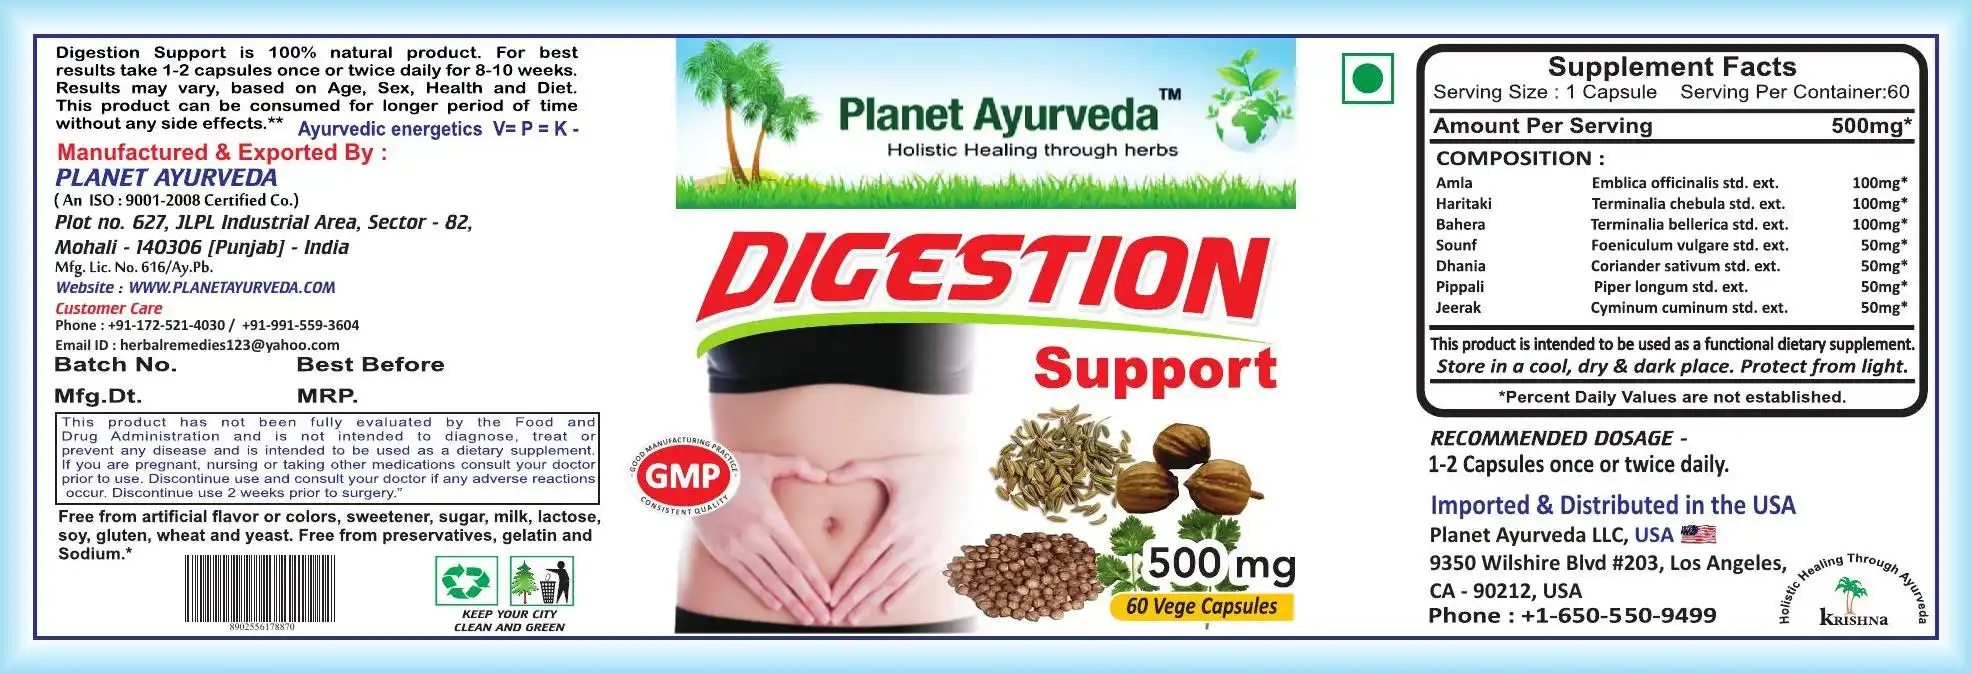 Digestion Support is 100% natural product. For best
results take 1-2 capsules once or twice daily for 8-10 weeks.
Results may vary, based on Age, Sex, Health and Diet.
This product can be consumed for longer period of time
without any side effects.** Ayurvedic energetics V= P = K -
Manufactured & Exported By :
PLANET AYURVEDA
( An ISO : 9001-2008 Certified Co.)
Plot no. 627, JLPL Industrial Area, Sector - 82,
Mohali - 140306 [Punjab] - India
Mfg. Lic. No. 616/Ay.Pb.
Website : WWW.PLANETAYURVEDA.COM
Customer Care
Phone : +91-172-521-4030 / +91-991-559-3604
Email ID : herbalremedies123@yahoo.com
Batch No. Best Before
Mfg.Dt. MRP.
This product has not been fully evaluated by the Food and
Drug Administration and is not intended to diagnose, treat or
prevent any disease and is intended to be used as a dietary supplement.
If you are pregnant, nursing or taking other medications consult your doctor
prior to use. Discontinue use and consult your doctor if any adverse reactions
occur. Discontinue use 2 weeks prior to surgery.”
Free from artificial flavor or colors, sweetener, sugar, milk, lactose,
soy, gluten, wheat and yeast. Free from preservatives, gelatin and
Sodium.*
8902556178870
KEEP YOUR CITY
CLEAN AND GREEN
Planet Ayurveda™
Holistic Healing through herbs
DIGESTION
Support
GOOD MANUFACTURING PRACTICE
GMP
CONSISTENT QUALITY
500 mg
60 Vege Capsules
Supplement Facts
Serving Size : 1 Capsule Serving Per Container:60
Amount Per Serving 500mg*
COMPOSITION :
Amla Emblica officinalis std. ext. 100mg*
Haritaki Terminalia chebula std. ext. 100mg*
Bahera Terminalia bellerica std. ext. 100mg*
Sounf Foeniculum vulgare std. ext. 50mg*
Dhania Coriander sativum std. ext. 50mg*
Pippali Piper longum std. ext. 50mg*
Jeerak Cyminum cuminum std. ext. 50mg*
This product is intended to be used as a functional dietary supplement.
Store in a cool, dry & dark place. Protect from light.
*Percent Daily Values are not established.
RECOMMENDED DOSAGE -
1-2 Capsules once or twice daily.
Imported & Distributed in the USA
Planet Ayurveda LLC, USA
9350 Wilshire Blvd #203, Los Angeles,
CA - 90212, USA
Phone : +1-650-550-9499
Holistic Healing Through Ayurveda
KRISHNa